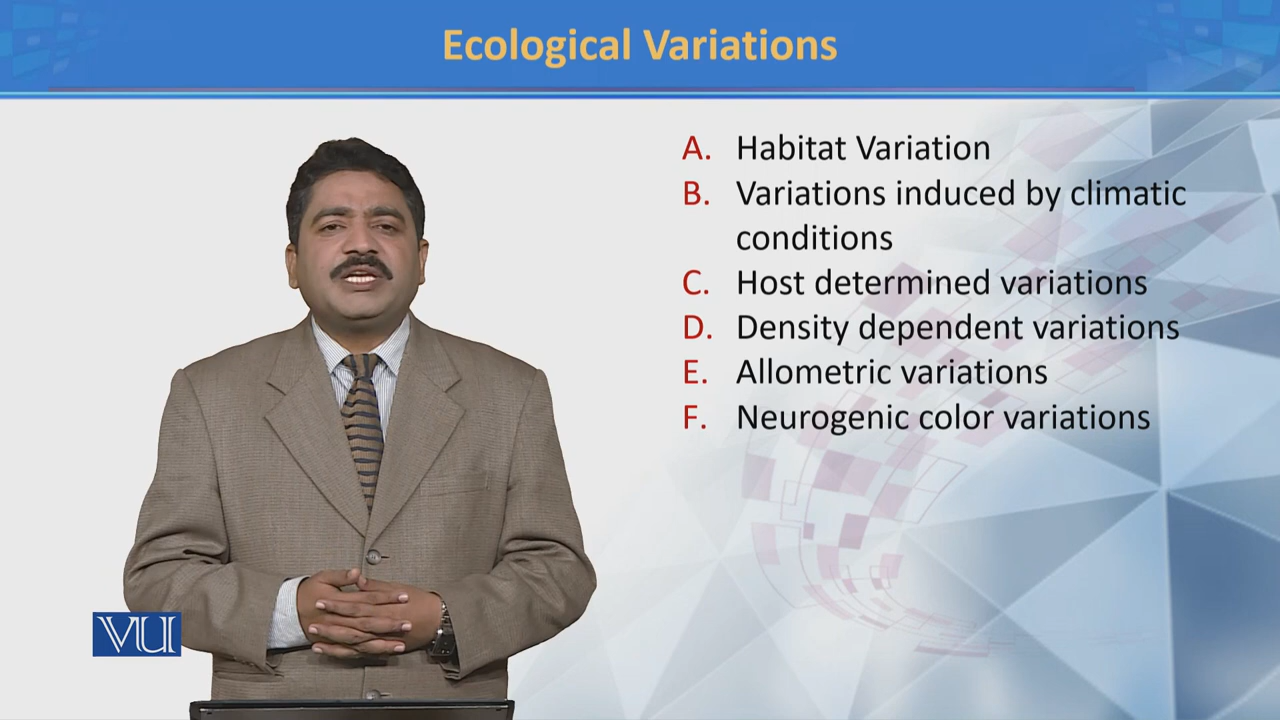 Ecological Variations
A. Habitat Variation
B. Variations induced by climatic
conditions
C. Host determined variations
D. Density dependent variations
E. Allometric variations
F. Neurogenic color variations
VU